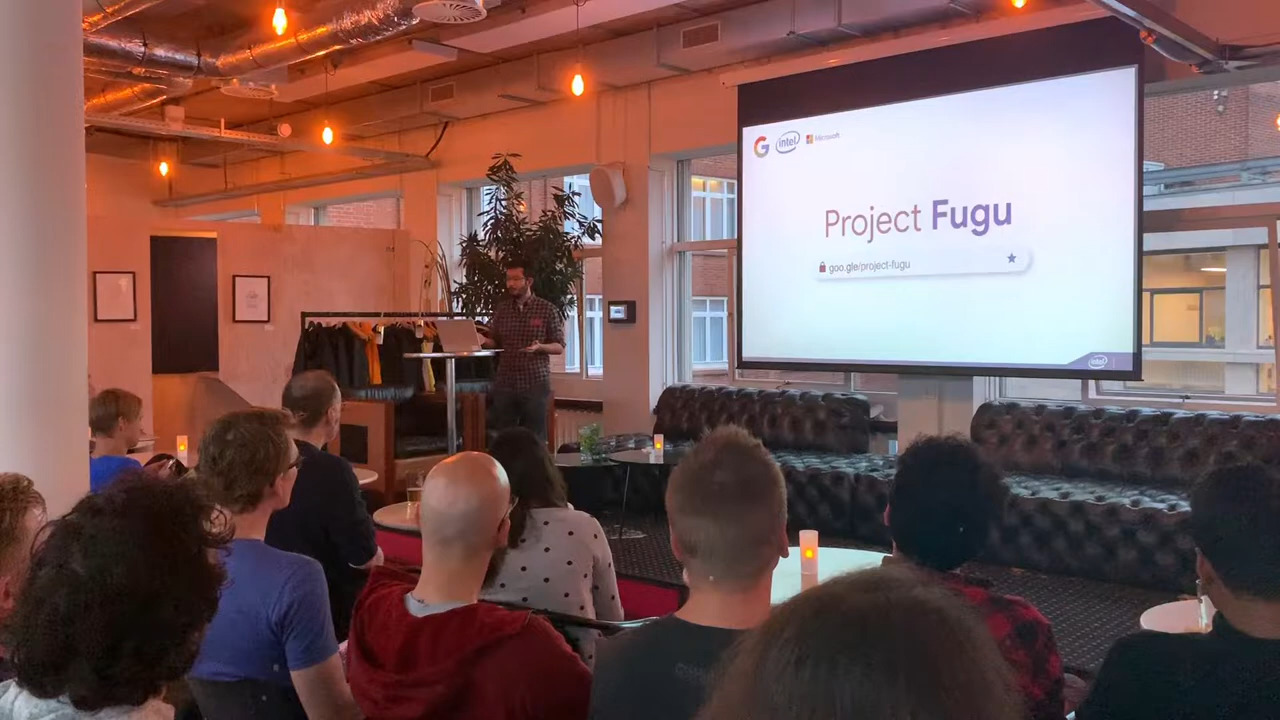 G intel Microsoft
Project Fugu
goo.gle/project-fugu
intel